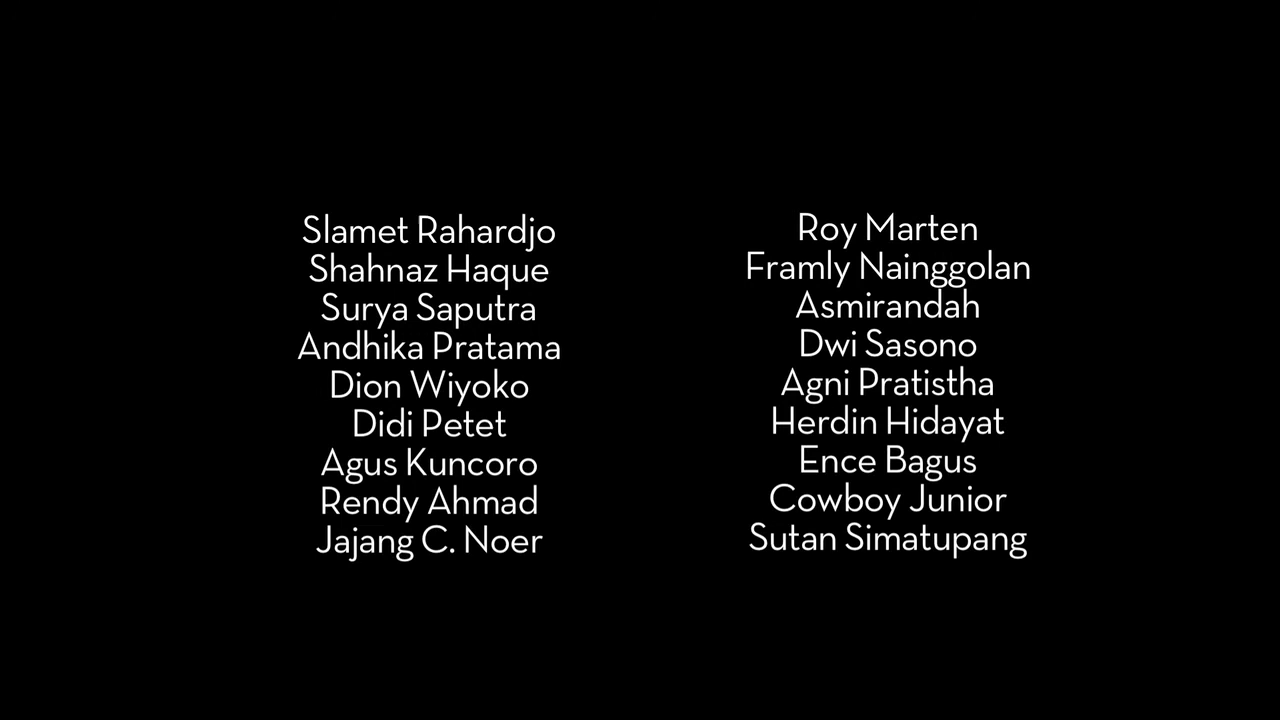 Slamet Rahardjo
Shahnaz Haque
Surya Saputra
Andhika Pratama
Dion Wiyoko
Didi Petet
Agus Kuncoro
Rendy Ahmad
Jajang C. Noer
Roy Marten
Framly Nainggolan
Asmirandah
Dwi Sasono
Agni Pratistha
Herdin Hidayat
Ence Bagus
Cowboy Junior
Sutan Simatupang